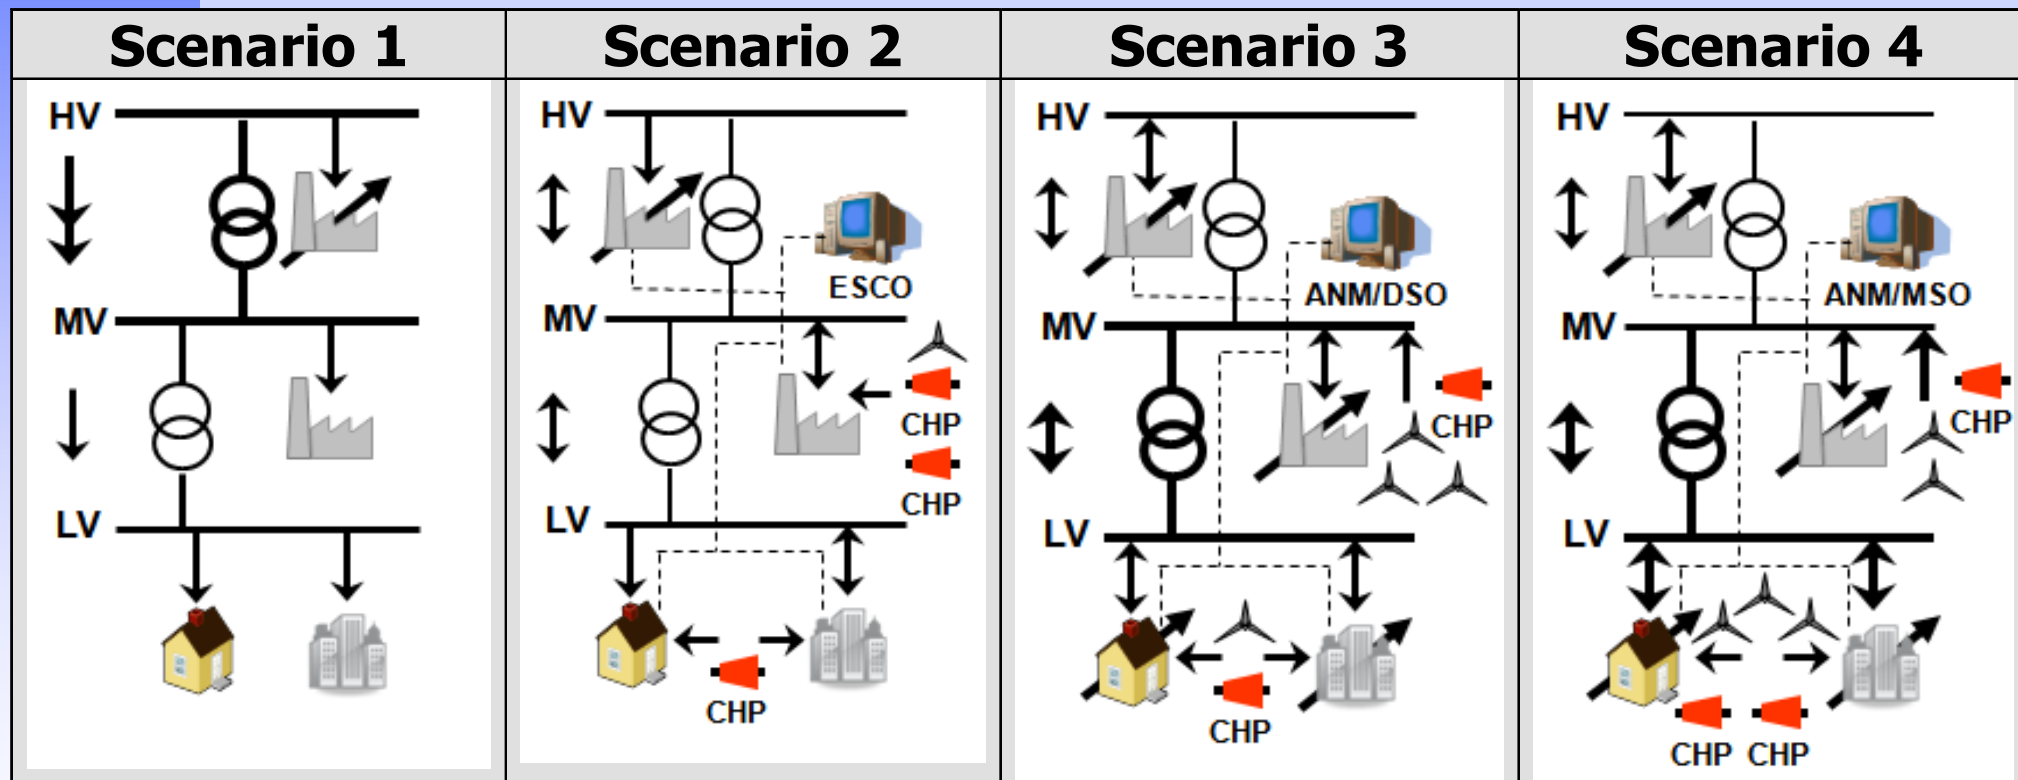 Scenario 1
Scenario 2
Scenario 3
Scenario 4
HV
MV
LV
HV
ESCO
MV
CHP
CHP
LV
CHP
HV
ANM/DSO
MV
CHP
LV
CHP
HV
ANM/MSO
MV
CHP
LV
CHP CHP